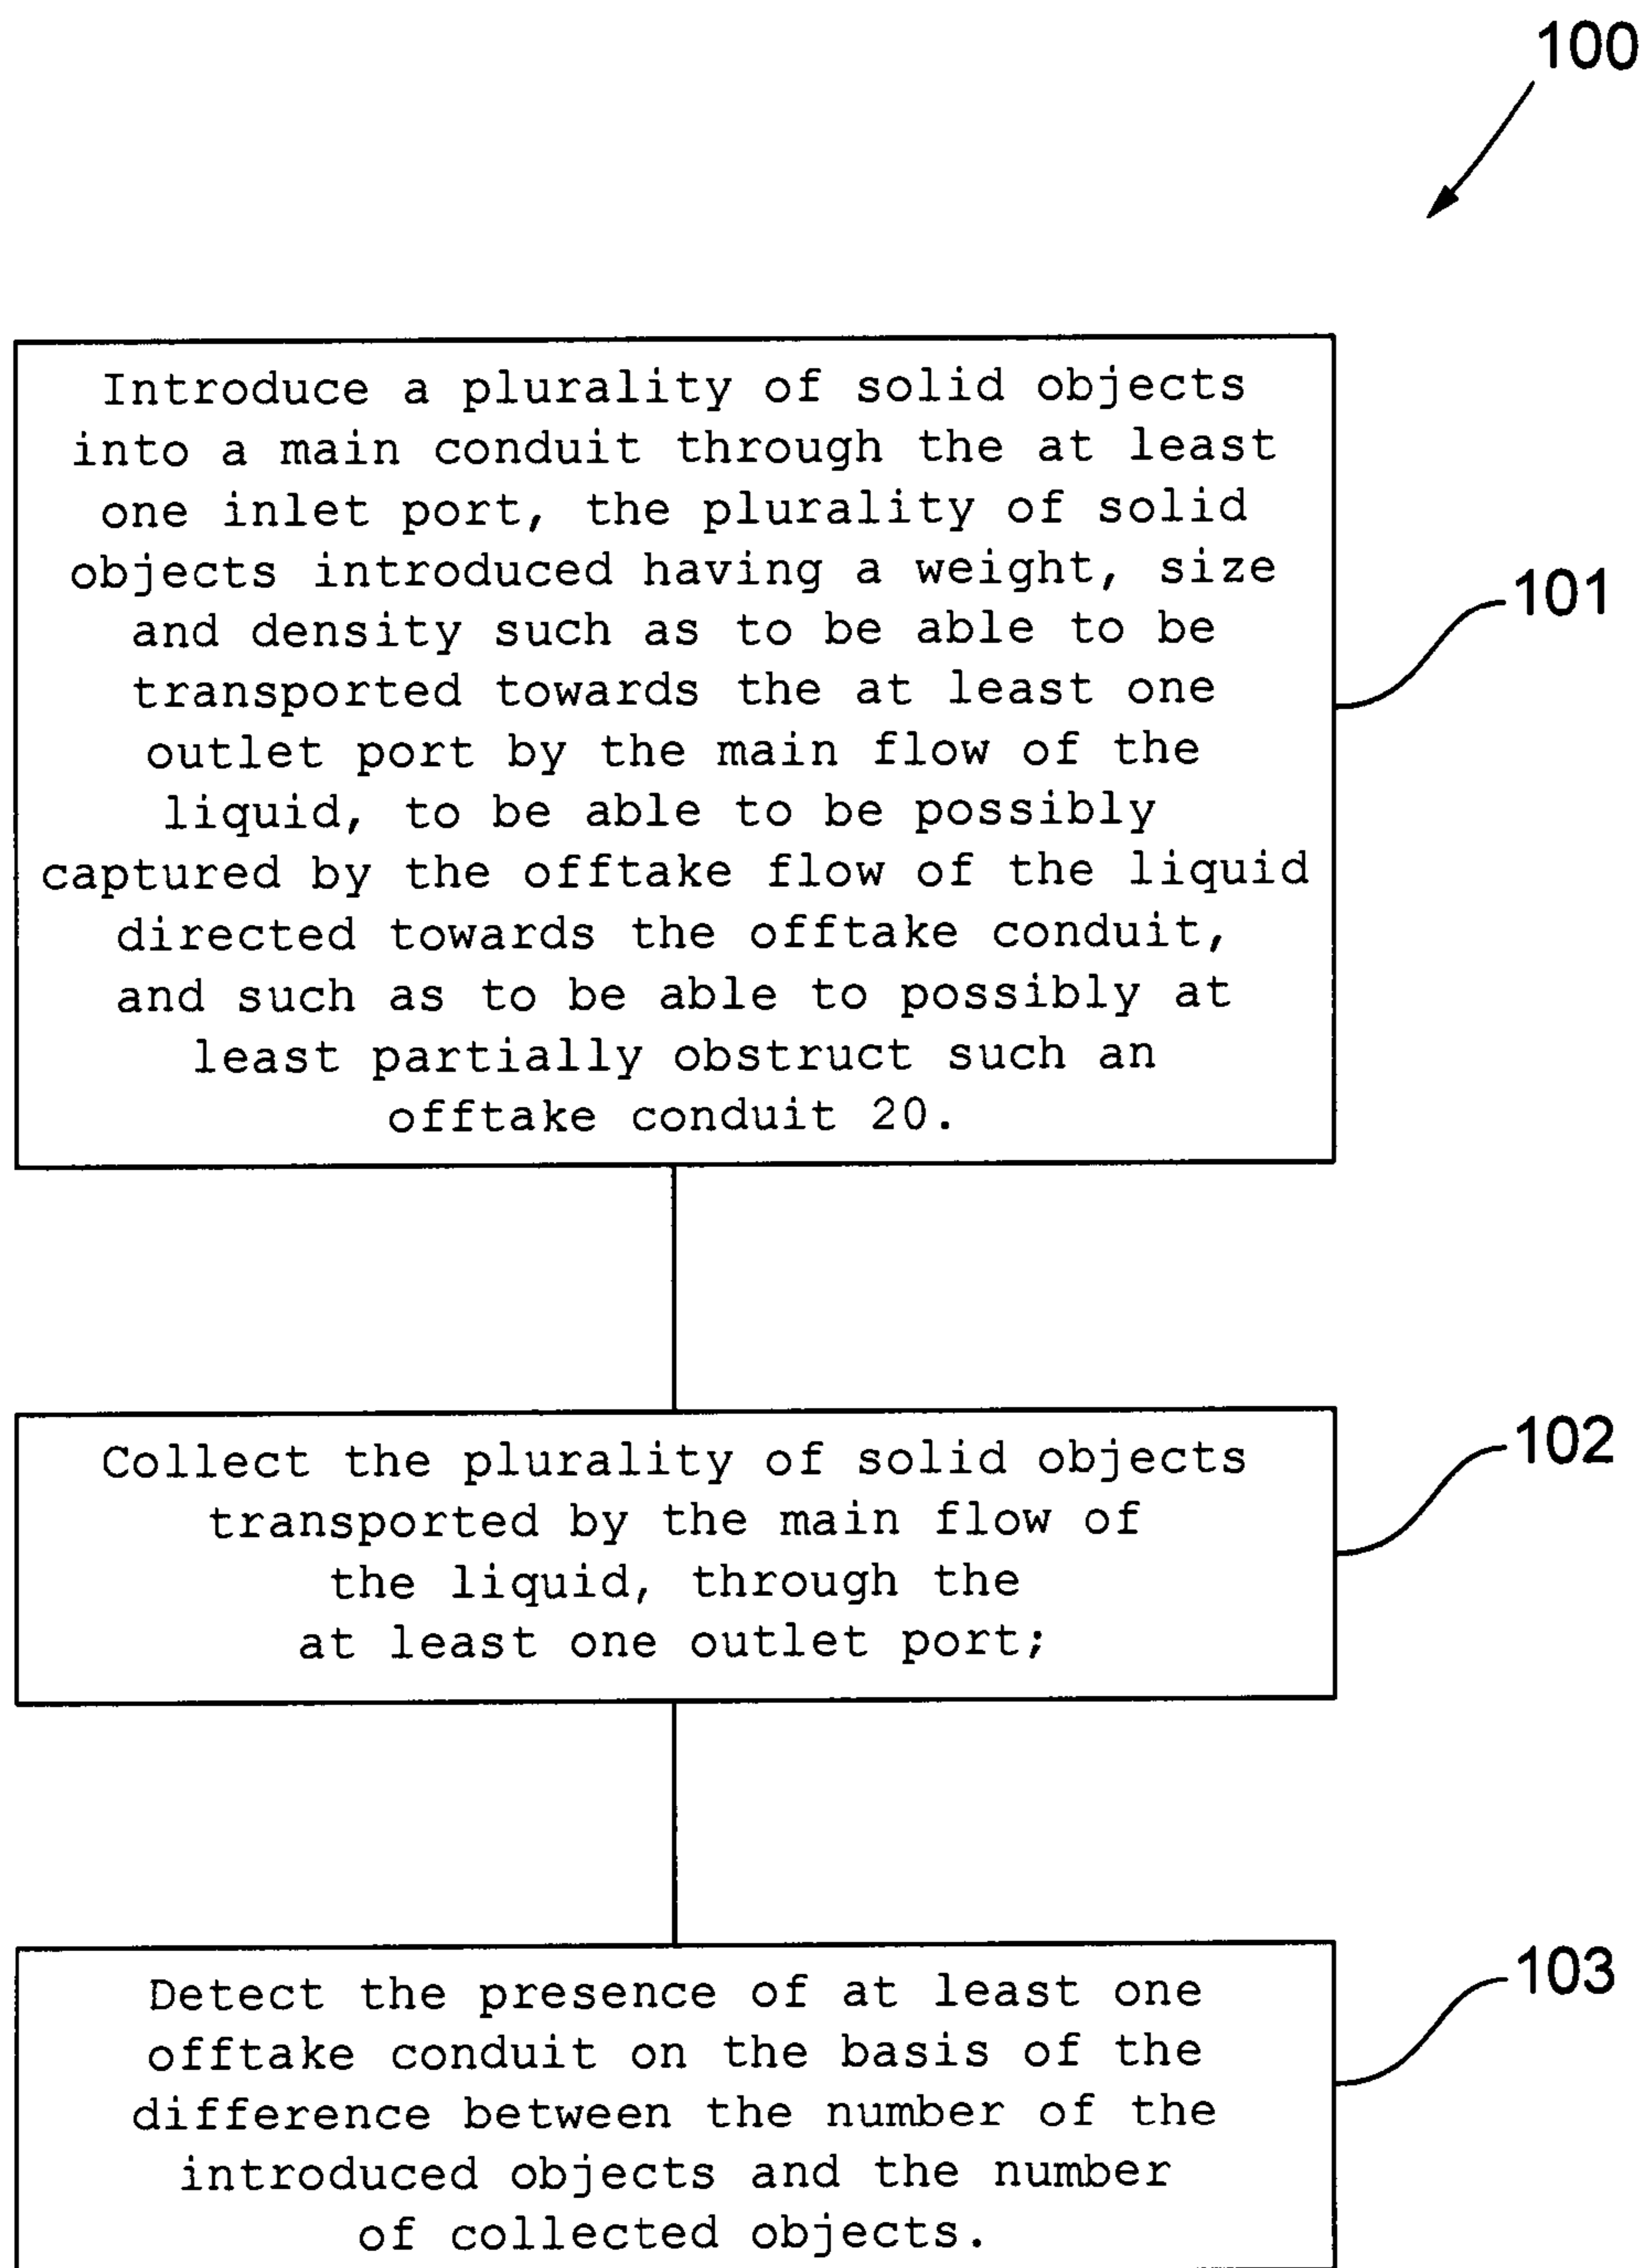 100
Introduce a plurality of solid objects
into a main conduit through the at least
one inlet port, the plurality of solid
objects introduced having a weight, size
and density such as to be able to be
transported towards the at least one
outlet port by the main flow of the
liquid, to be able to be possibly
captured by the offtake flow of the liquid
directed towards the offtake conduit,
and such as to be able to possibly at
least partially obstruct such an
offtake conduit 20.
101
Collect the plurality of solid objects
transported by the main flow of
the liquid, through the
at least one outlet port;
102
Detect the presence of at least one
offtake conduit on the basis of the
difference between the number of the
introduced objects and the number
of collected objects.
103